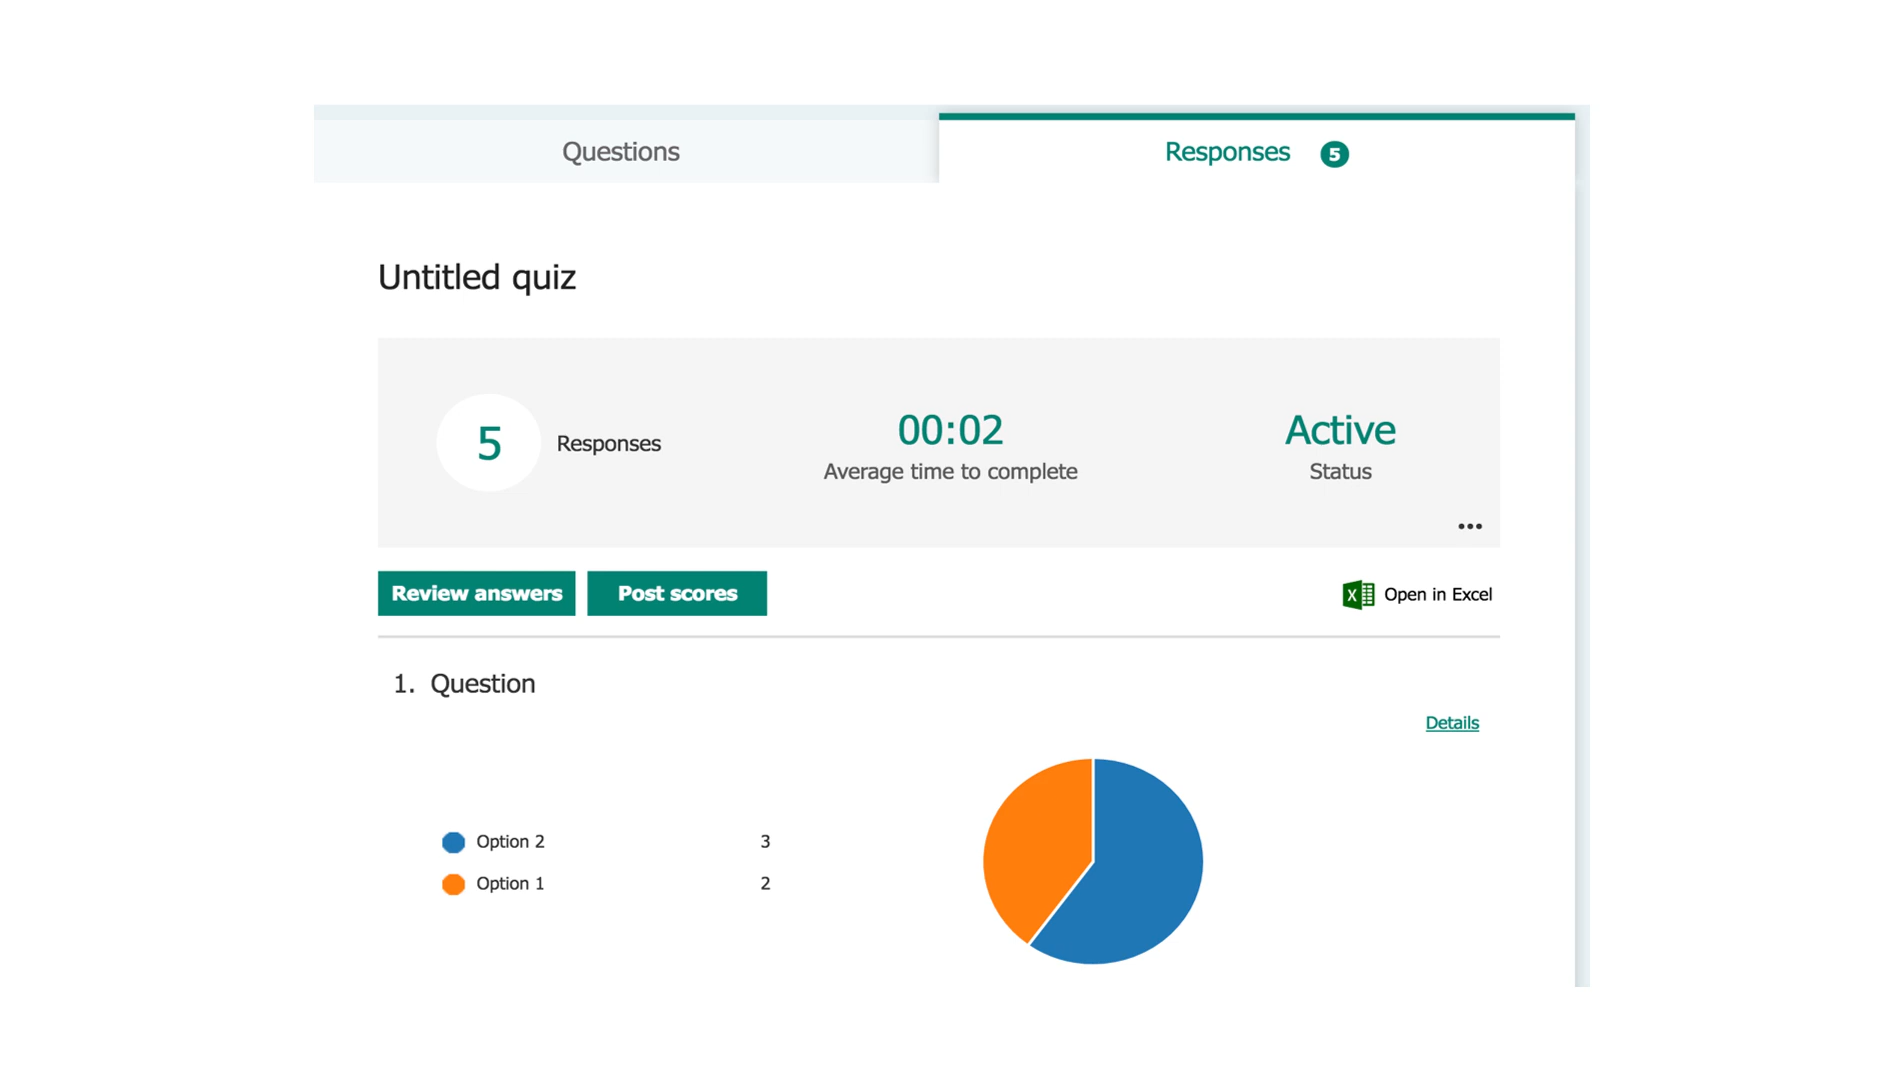 Questions
Responses 5
Untitled quiz
5 Responses
00:02
Average time to complete
Active
Status
Review answers
Post scores
X Open in Excel
1. Question
Details
Option 2 3
Option 1 2